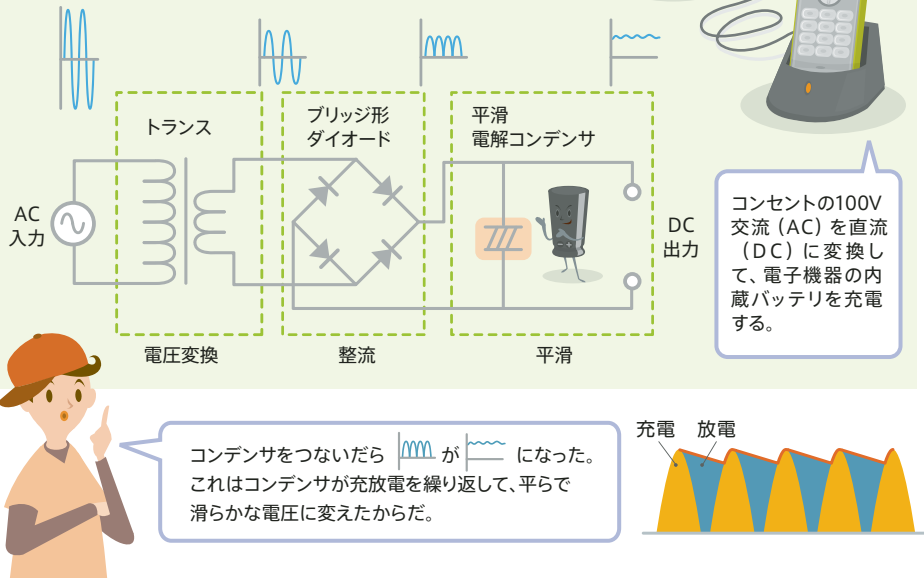 トランス
ブリッジ形
ダイオード
平滑
電解コンデンサ
AC
入力
DC
出力
電圧変換
整流
平滑
コンセントの100V
交流（AC）を直流
（DC）に変換し
て、電子機器の内
蔵バッテリを充電
する。
コンデンサをつないだら が になった。
これはコンデンサが充放電を繰り返して、平らで
滑らかな電圧に変えたからだ。
充電 放電